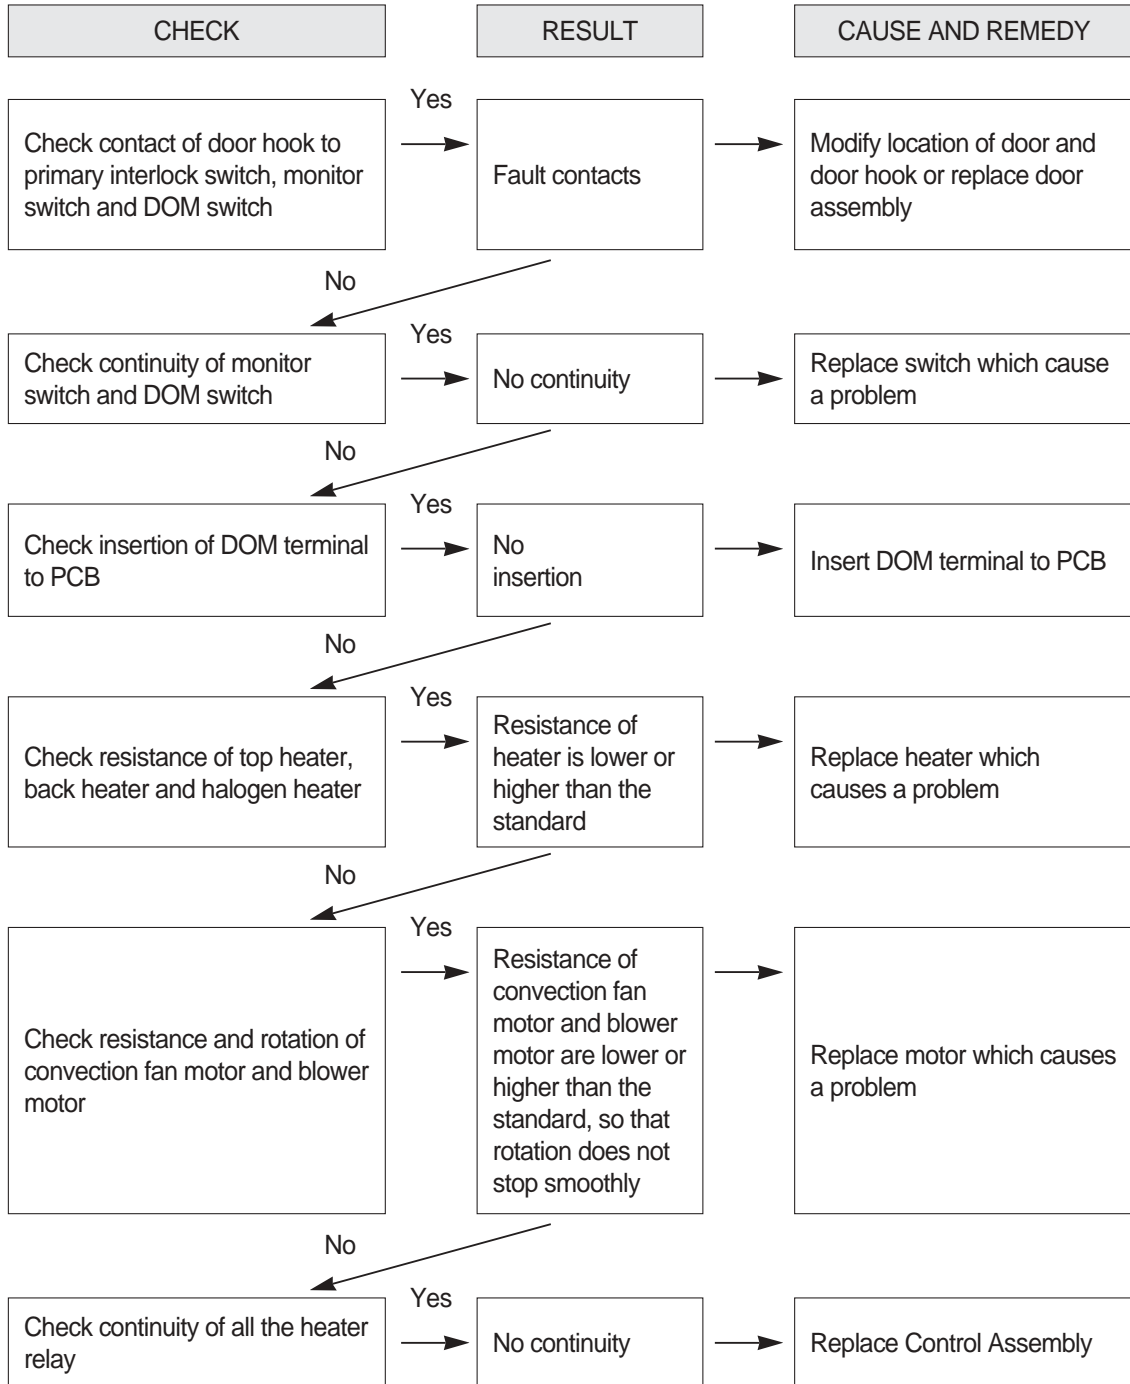 CHECK
RESULT
CAUSE AND REMEDY
Check contact of door hook to
primary interlock switch, monitor
switch and DOM switch
Yes
Fault contacts
Modify location of door and
door hook or replace door
assembly
No
Check continuity of monitor
switch and DOM switch
Yes
No continuity
Replace switch which cause
a problem
No
Check insertion of DOM terminal
to PCB
Yes
No
insertion
Insert DOM terminal to PCB
No
Check resistance of top heater,
back heater and halogen heater
Yes
Resistance of
heater is lower or
higher than the
standard
Replace heater which
causes a problem
No
Check resistance and rotation of
convection fan motor and blower
motor
Yes
Resistance of
convection fan
motor and blower
motor are lower or
higher than the
standard, so that
rotation does not
stop smoothly
Replace motor which causes
a problem
No
Check continuity of all the heater
relay
Yes
No continuity
Replace Control Assembly